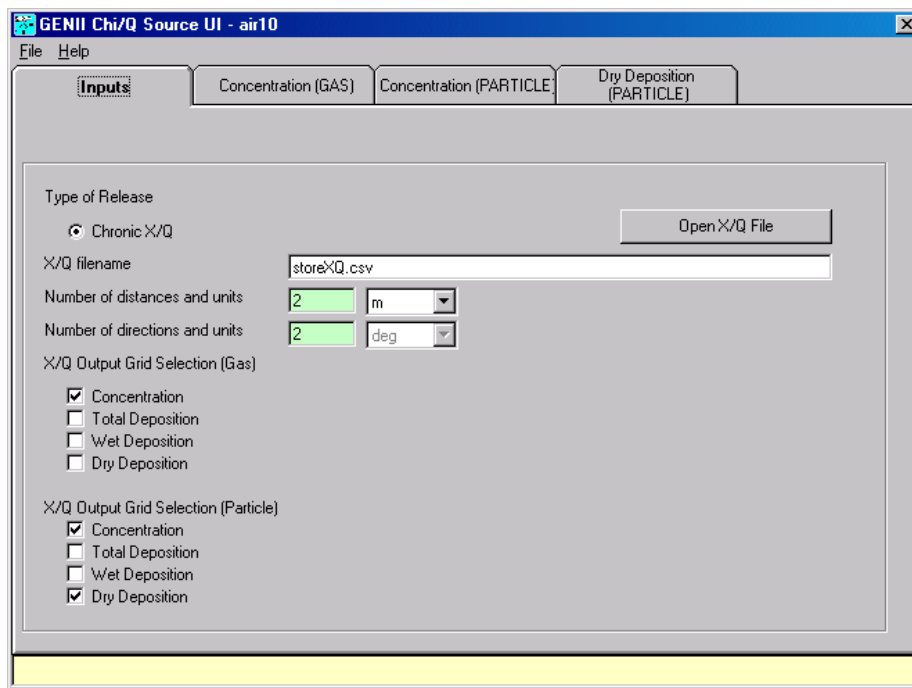 GENII Chi/Q Source UI - air10
File Help
Inputs
Concentration (GAS)
Concentration (PARTICLE)
Dry Deposition
(PARTICLE)
Type of Release
Chronic X/Q
Open X/Q File
X/Q filename
storeXQ.csv
Number of distances and units
2
m
Number of directions and units
2
deg
X/Q Output Grid Selection (Gas)
Concentration
Total Deposition
Wet Deposition
Dry Deposition
X/Q Output Grid Selection (Particle)
Concentration
Total Deposition
Wet Deposition
Dry Deposition